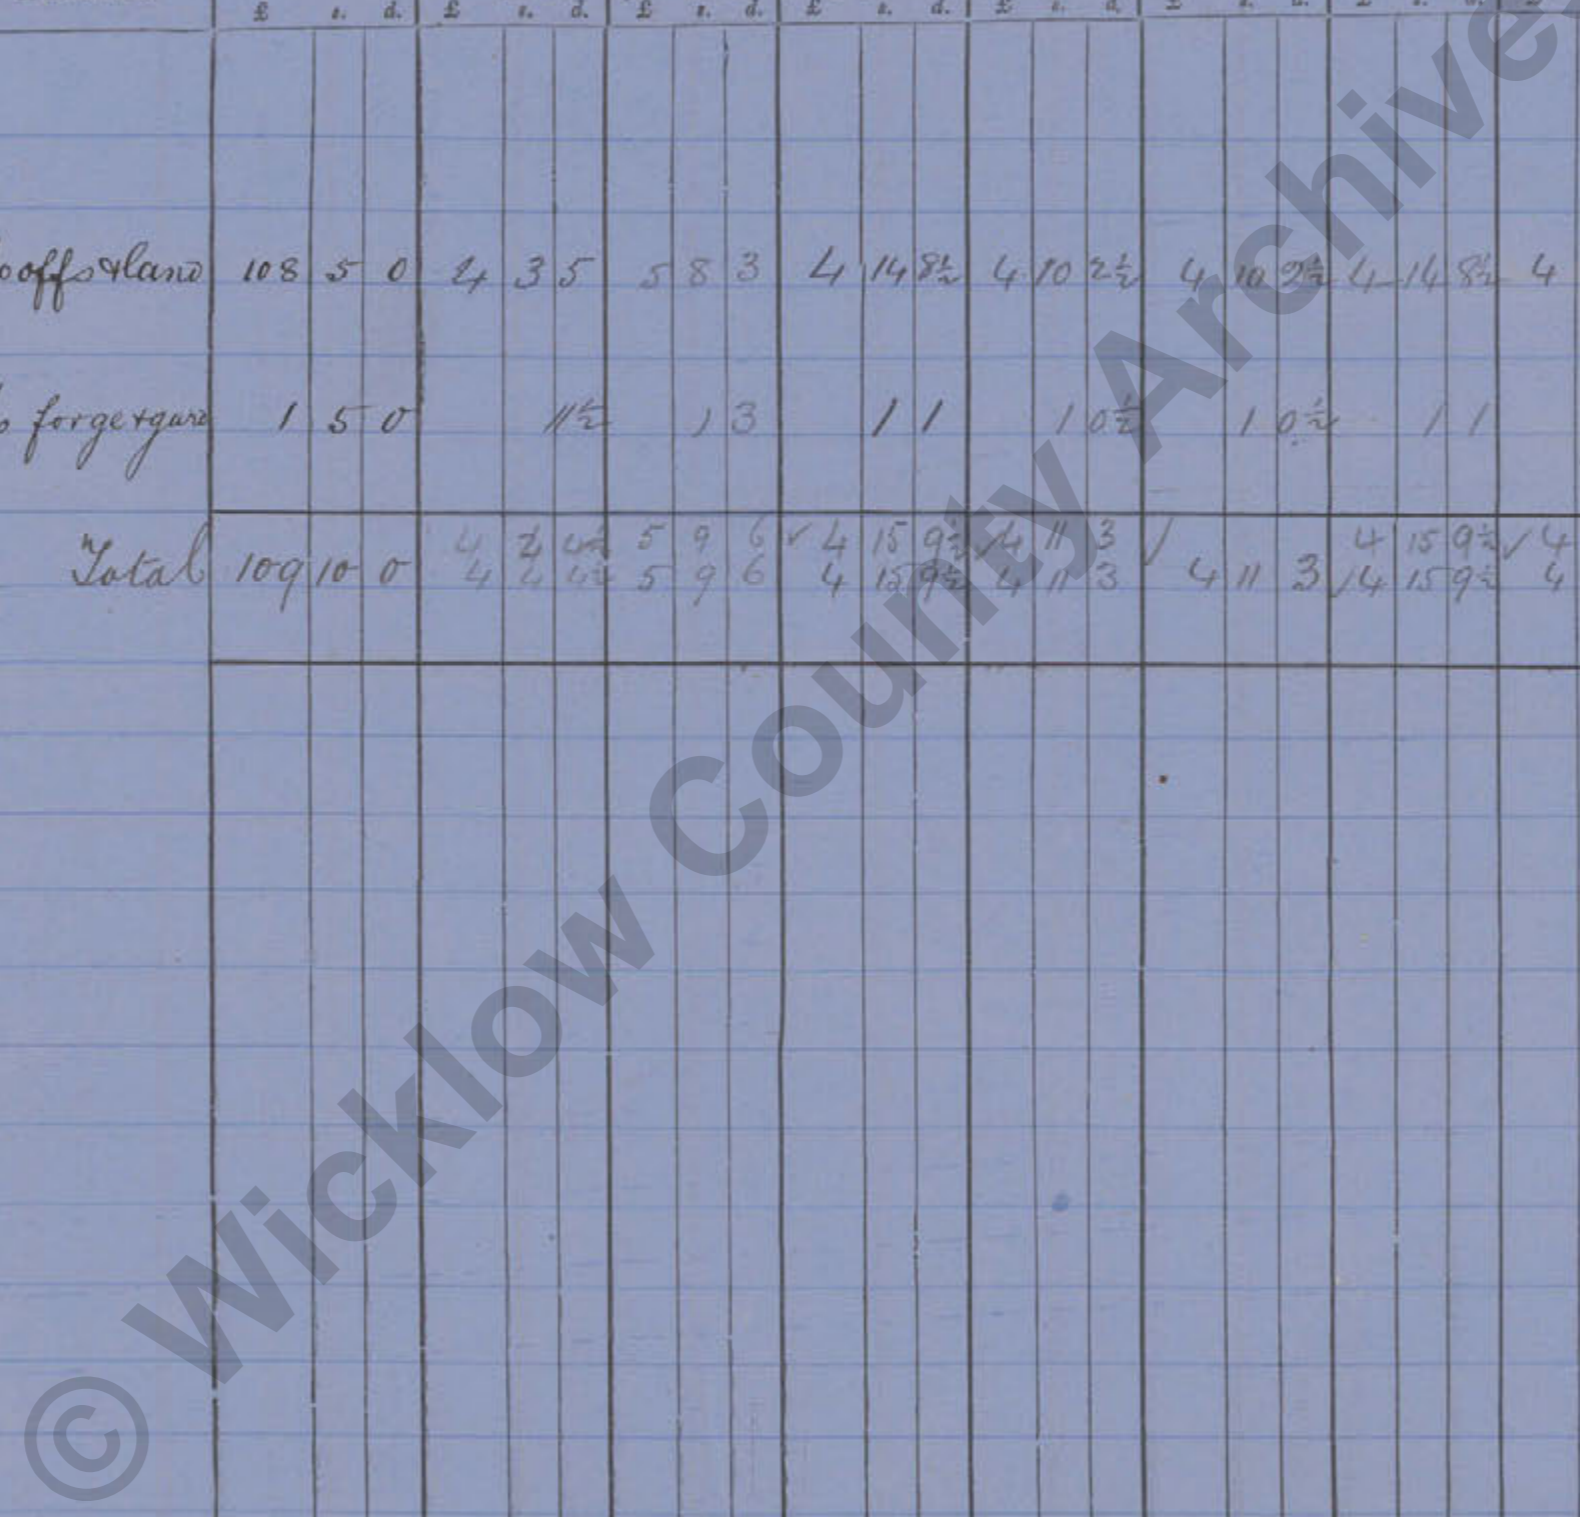 £ s. d. £ s. d. £ s. d. £ s. d. £ s. d. £ s. d. £ s. d. £
offs & land 108 5 0 4 3 5 5 8 3 4 14 8½ 4 10 2½ 4 10 2½ 4 14 8½ 4
forge & gard 1 5 0 11½ 1 3 1 1 1 0½ 1 0½ 1 1
4 4½ 5 9 6 √ 4 15 9½ √ 4 11 3 √ 4 15 9½ √ 4
Total 109 10 0 4 4 4½ 5 9 6 4 15 9½ 4 11 3 4 11 3 √ 4 15 9½ 4
© Wicklow County Archive